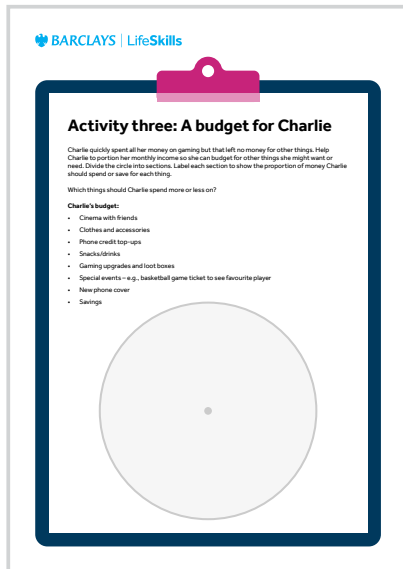 BARCLAYS | LifeSkills
Activity three: A budget for Charlie
Charlie quickly spent all her money on gaming but that left no money for other things. Help
Charlie to portion her monthly income so she can budget for other things she might want or
need. Divide the circle into sections. Label each section to show the proportion of money Charlie
should spend or save for each thing.
Which things should Charlie spend more or less on?
Charlie's budget:
• Cinema with friends
• Clothes and accessories
• Phone credit top-ups
• Snacks/drinks
• Gaming upgrades and loot boxes
• Special events – e.g., basketball game ticket to see favourite player
• New phone cover
• Savings